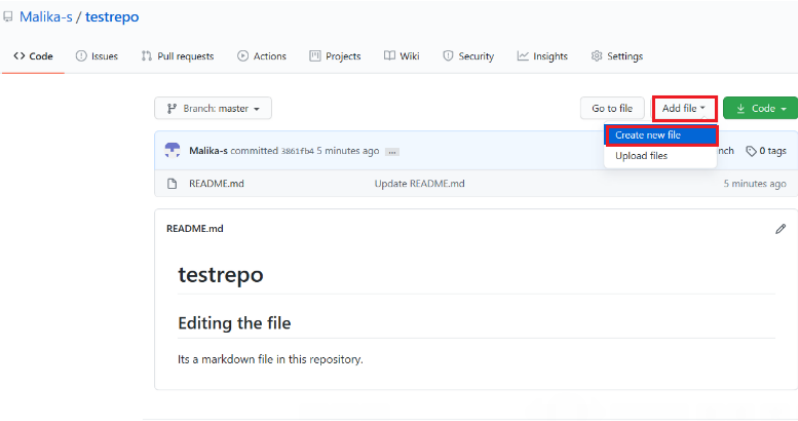 Malika-s / testrepo
Code Issues Pull requests Actions Projects Wiki Security Insights Settings
Branch: master Go to file Add file Code
Malika-s committed 3861fb4 5 minutes ago ... 0 tags
Create new file
Upload files
README.md Update README.md 5 minutes ago
README.md
testrepo
Editing the file
Its a markdown file in this repository.